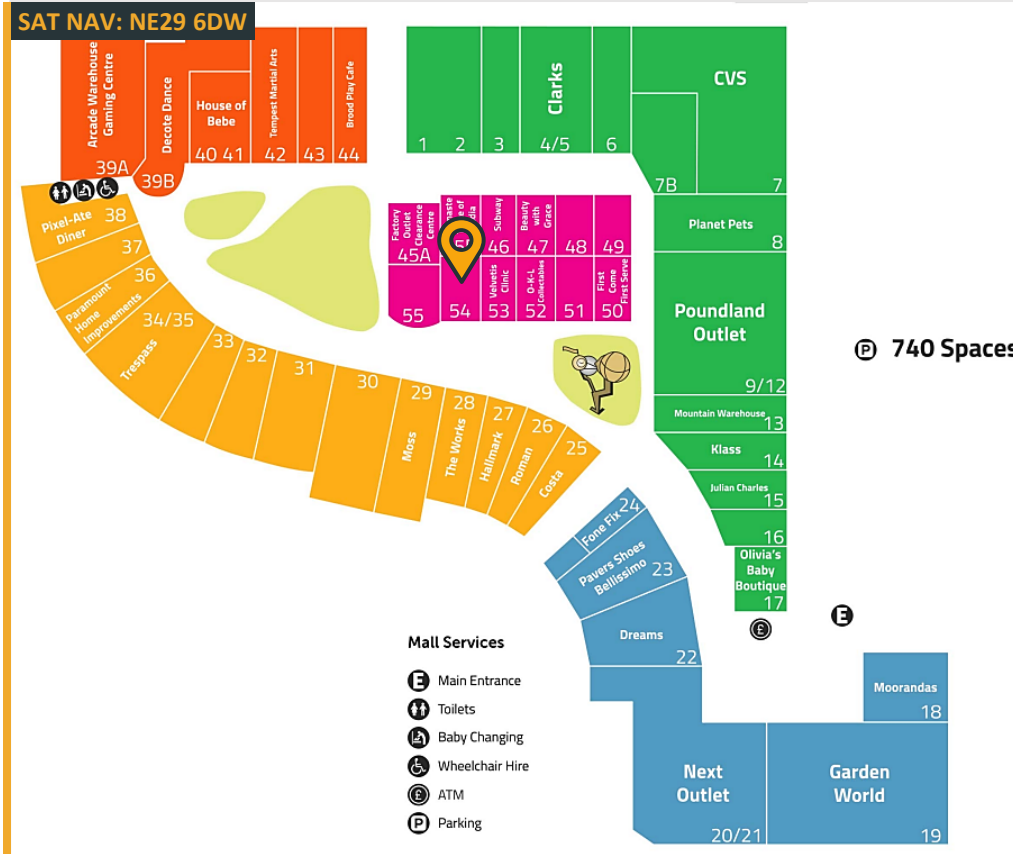 SAT NAV: NE29 6DW
Arcade Warehouse
Gaming Centre
39A
Decote Dance
39B
House of
Bebe
40 41
Tempest Martial Arts
42
43
Brood Play Cafe
44
1
2
3
Clarks
4/5
6
CVS
7B
7
Planet Pets
8
Poundland
Outlet
9/12
Mountain Warehouse
13
Klass
14
Julian Charles
15
16
Olivia's
Baby
Boutique
17
Factory
Outlet
Clearance
Centre
45A
Subway
46
Beauty
with
Grace
47
48
49
55
54
Velvetis
Clinic
53
O-K-L
Collectables
52
51
First
Come
First Serve
50
P 740 Spaces
Pixel-Ate
Diner
38
37
36
Paramount
Home
Improvements
34/35
Trespass
33
32
31
30
29
Moss
28
The Works
27
Hallmark
26
Roman
25
Costa
Fone Fix
24
Pavers Shoes
Bellissimo
23
Dreams
22
£
E
Moorandas
18
Next
Outlet
20/21
Garden
World
19
Mall Services
E Main Entrance
Toilets
Baby Changing
Wheelchair Hire
£ ATM
P Parking